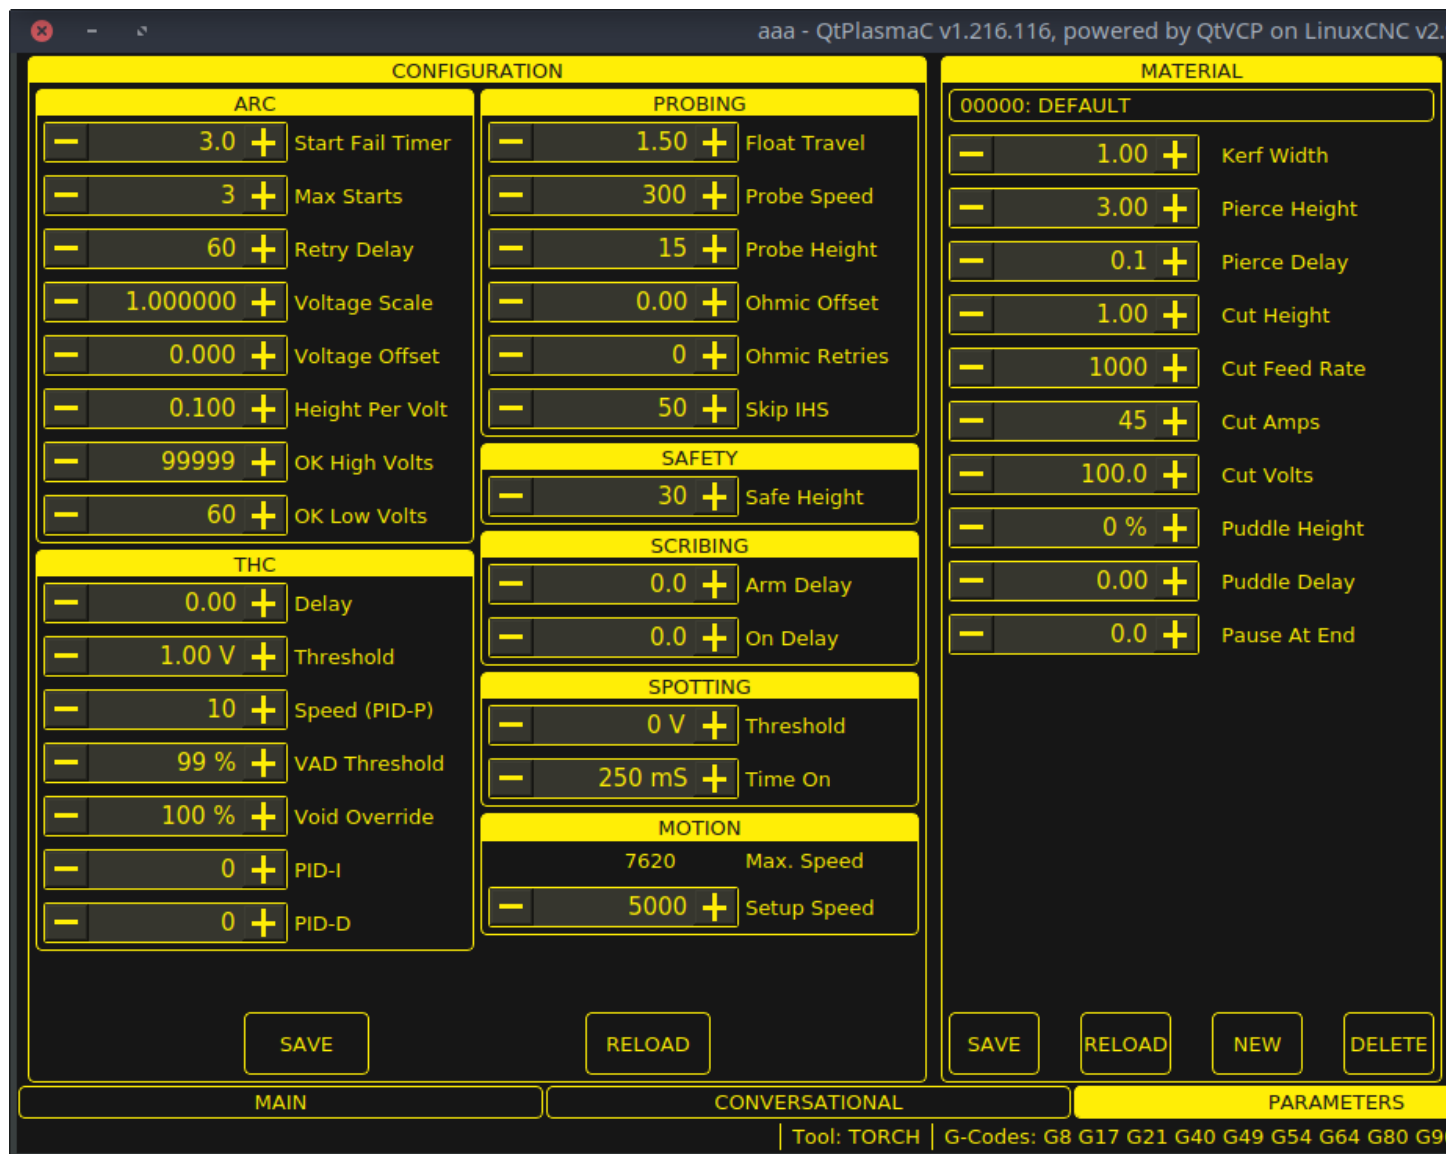 aaa - QtPlasmaC v1.216.116, powered by QtVCP on LinuxCNC v2.
CONFIGURATION
ARC
3.0 Start Fail Timer
3 Max Starts
60 Retry Delay
1.000000 Voltage Scale
0.000 Voltage Offset
0.100 Height Per Volt
99999 OK High Volts
60 OK Low Volts
THC
0.00 Delay
1.00 V Threshold
10 Speed (PID-P)
99 % VAD Threshold
100 % Void Override
0 PID-I
0 PID-D
PROBING
1.50 Float Travel
300 Probe Speed
15 Probe Height
0.00 Ohmic Offset
0 Ohmic Retries
50 Skip IHS
SAFETY
30 Safe Height
SCRIBING
0.0 Arm Delay
0.0 On Delay
SPOTTING
0 V Threshold
250 mS Time On
MOTION
7620 Max. Speed
5000 Setup Speed
SAVE RELOAD
MATERIAL
00000: DEFAULT
1.00 Kerf Width
3.00 Pierce Height
0.1 Pierce Delay
1.00 Cut Height
1000 Cut Feed Rate
45 Cut Amps
100.0 Cut Volts
0 % Puddle Height
0.00 Puddle Delay
0.0 Pause At End
SAVE RELOAD NEW DELETE
MAIN CONVERSATIONAL PARAMETERS
Tool: TORCH G-Codes: G8 G17 G21 G40 G49 G54 G64 G80